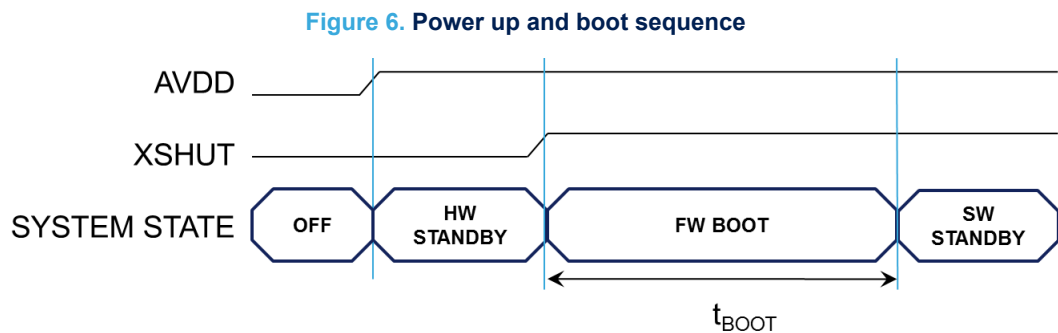 Figure 6. Power up and boot sequence
AVDD
XSHUT
SYSTEM STATE
OFF
HW
STANDBY
FW BOOT
SW
STANDBY
tBOOT